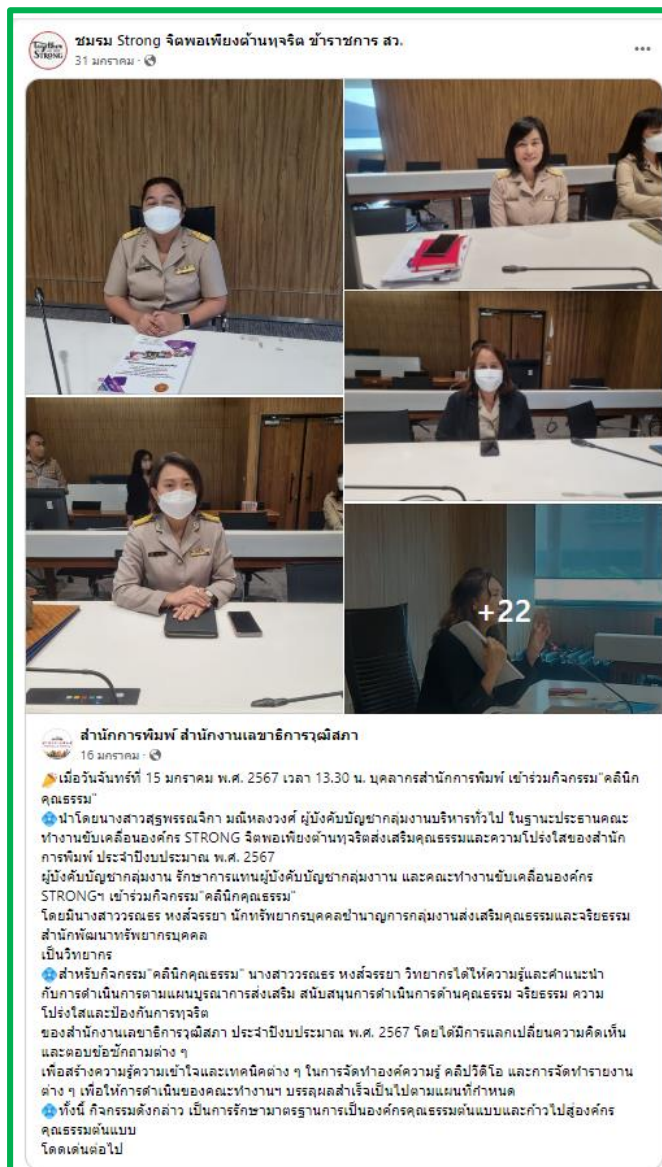 ชมรม Strong จิตพอเพียงต้านทุจริต ข้าราชการ สว.
31 มกราคม
STRONG
+22
สำนักการพิมพ์ สำนักงานเลขาธิการวุฒิสภา
16 มกราคม
เมื่อวันจันทร์ที่ 15 มกราคม พ.ศ. 2567 เวลา 13.30 น. บุคลากรสำนักการพิมพ์ เข้าร่วมกิจกรรม"คลินิก
คุณธรรม"
นำโดยนางสาวสุธพรรณจิกา มณีหลวงวงศ์ ผู้บังคับบัญชากลุ่มงานบริหารทั่วไป ในฐานะประธานคณะ
ทำงานขับเคลื่อนองค์กร STRONG จิตพอเพียงต้านทุจริตส่งเสริมคุณธรรมและความโปร่งใสของสำนัก
การพิมพ์ ประจำปีงบประมาณ พ.ศ. 2567
ผู้บังคับบัญชากลุ่มงาน รักษาการแทนผู้บังคับบัญชากลุ่มงาาน และคณะทำงานขับเคลื่อนองค์กร
STRONGฯ เข้าร่วมกิจกรรม"คลินิกคุณธรรม"
โดยมีนางสาววรณธร หงส์จรรยา นักทรัพยากรบุคคลชำนาญการกลุ่มงานส่งเสริมคุณธรรมและจริยธรรม
สำนักพัฒนาทรัพยากรบุคคล
เป็นวิทยากร
สำหรับกิจกรรม"คลินิกคุณธรรม" นางสาววรณธร หงส์จรรยา วิทยากรได้ให้ความรู้และคำแนะนำ
กับการดำเนินการตามแผนบูรณาการส่งเสริม สนับสนุนการดำเนินการด้านคุณธรรม จริยธรรม ความ
โปร่งใสและป้องกันการทุจริต
ของสำนักงานเลขาธิการวุฒิสภา ประจำปีงบประมาณ พ.ศ. 2567 โดยได้มีการแลกเปลี่ยนความคิดเห็น
และตอบข้อซักถามต่าง ๆ
เพื่อสร้างความรู้ความเข้าใจและเทคนิคต่าง ๆ ในการจัดทำองค์ความรู้ คลิปวิดีโอ และการจัดทำรายงาน
ต่าง ๆ เพื่อให้การดำเนินของคณะทำงานฯ บรรลุผลสำเร็จเป็นไปตามแผนที่กำหนด
ทั้งนี้ กิจกรรมดังกล่าว เป็นการรักษามาตรฐานการเป็นองค์กรคุณธรรมต้นแบบและก้าวไปสู่องค์กร
คุณธรรมต้นแบบ
โดดเด่นต่อไป